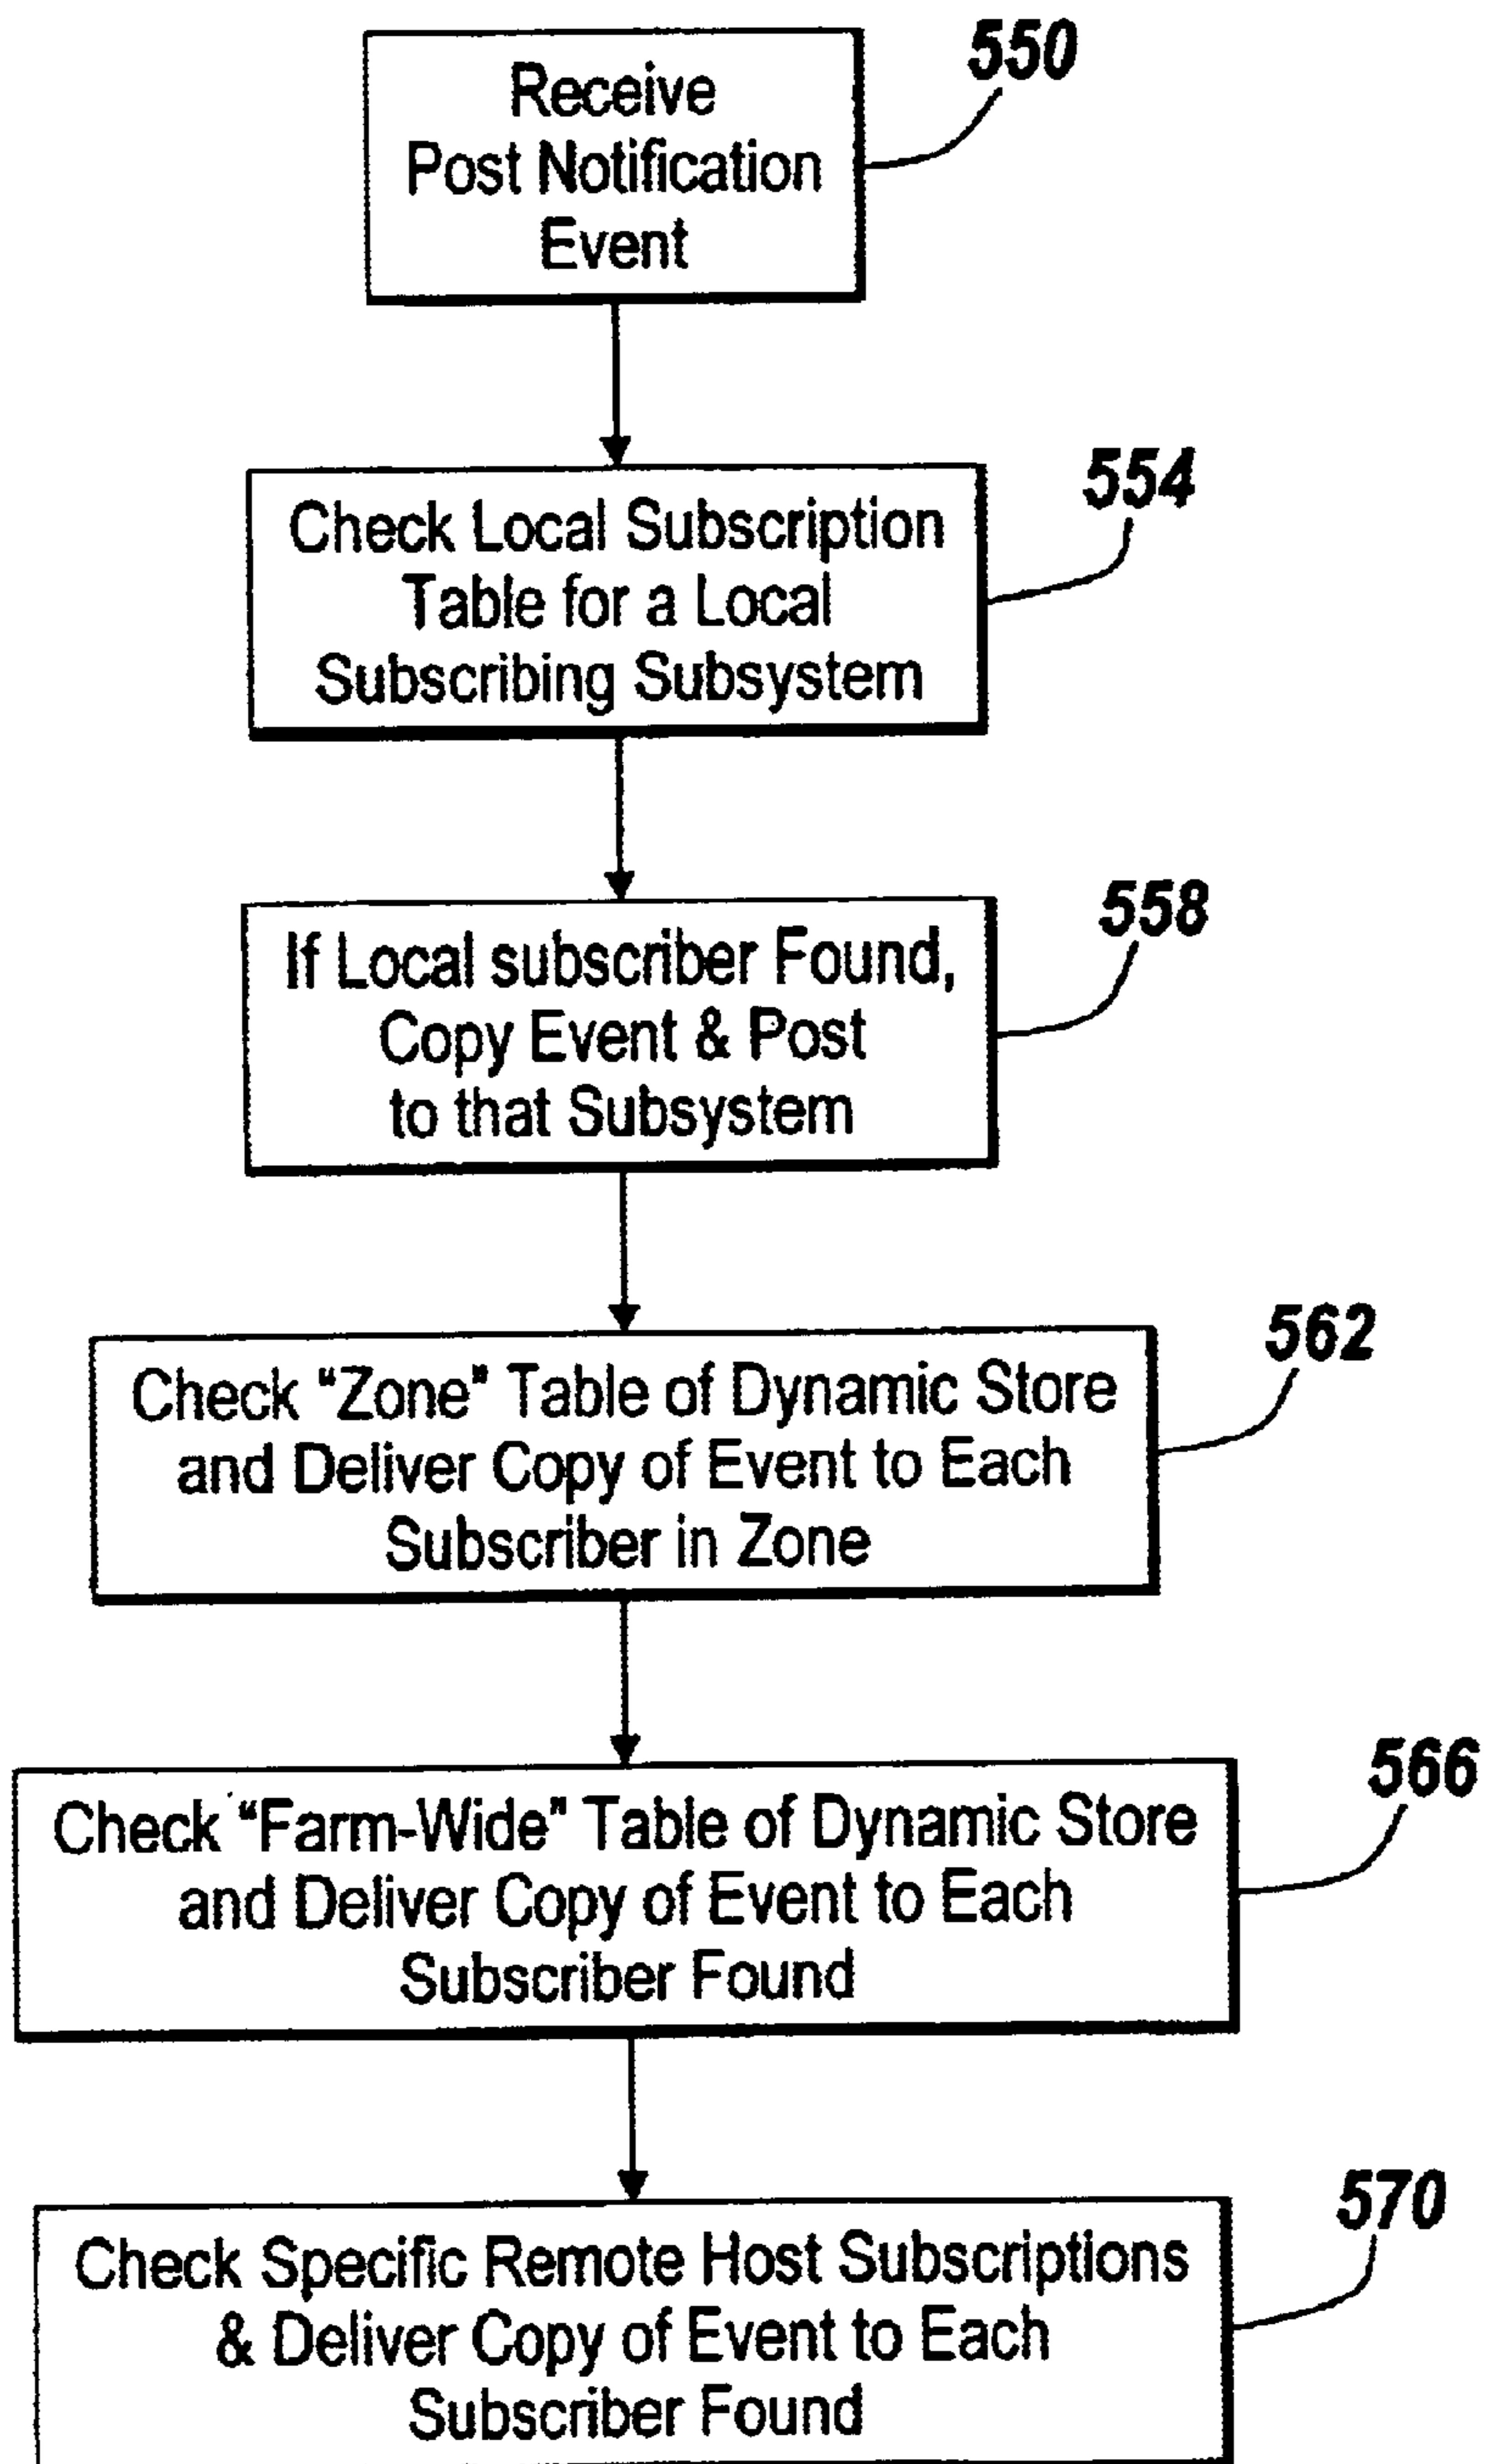 550
Receive
Post Notification
Event
554
Check Local Subscription
Table for a Local
Subscribing Subsystem
558
If Local subscriber Found,
Copy Event & Post
to that Subsystem
562
Check "Zone" Table of Dynamic Store
and Deliver Copy of Event to Each
Subscriber in Zone
566
Check "Farm-Wide" Table of Dynamic Store
and Deliver Copy of Event to Each
Subscriber Found
570
Check Specific Remote Host Subscriptions
& Deliver Copy of Event to Each
Subscriber Found